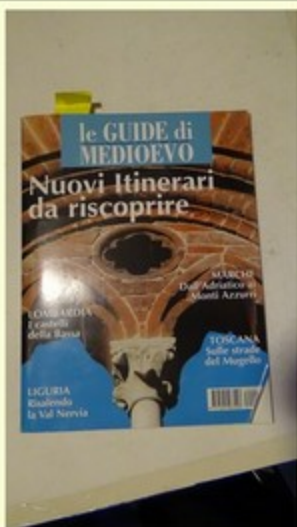 le GUIDE di
MEDIOEVO
Nuovi Itinerari
da riscoprire
MARCHE
Dall'Adriatico ai
Monti Azzurri
LOMBARDIA
I castelli
della Bassa
TOSCANA
Sulle strade
del Mugello
LIGURIA
Risalendo
la Val Nervia